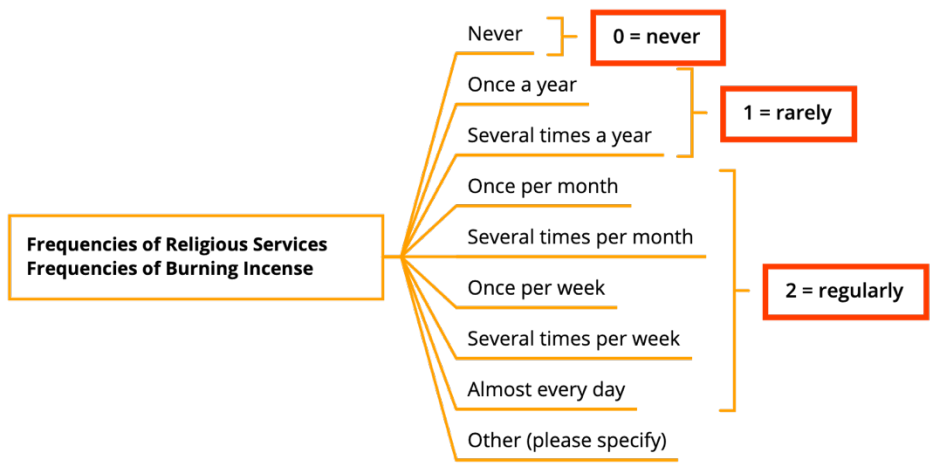 Never
0 = never
Once a year
1 = rarely
Several times a year
Once per month
Several times per month
Frequencies of Religious Services
Frequencies of Burning Incense
Once per week
2 = regularly
Several times per week
Almost every day
Other (please specify)